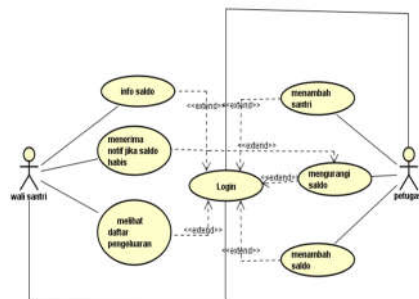 info saldo
menambah
santri
<<extend>>
<<extend>>
menerima
notif jika saldo
habis
Login
<<extend>>
mengurangi
saldo
wali santri
petugas
melihat
daftar
pengeluaran
<<extend>>
<<extend>>
menambah
saldo